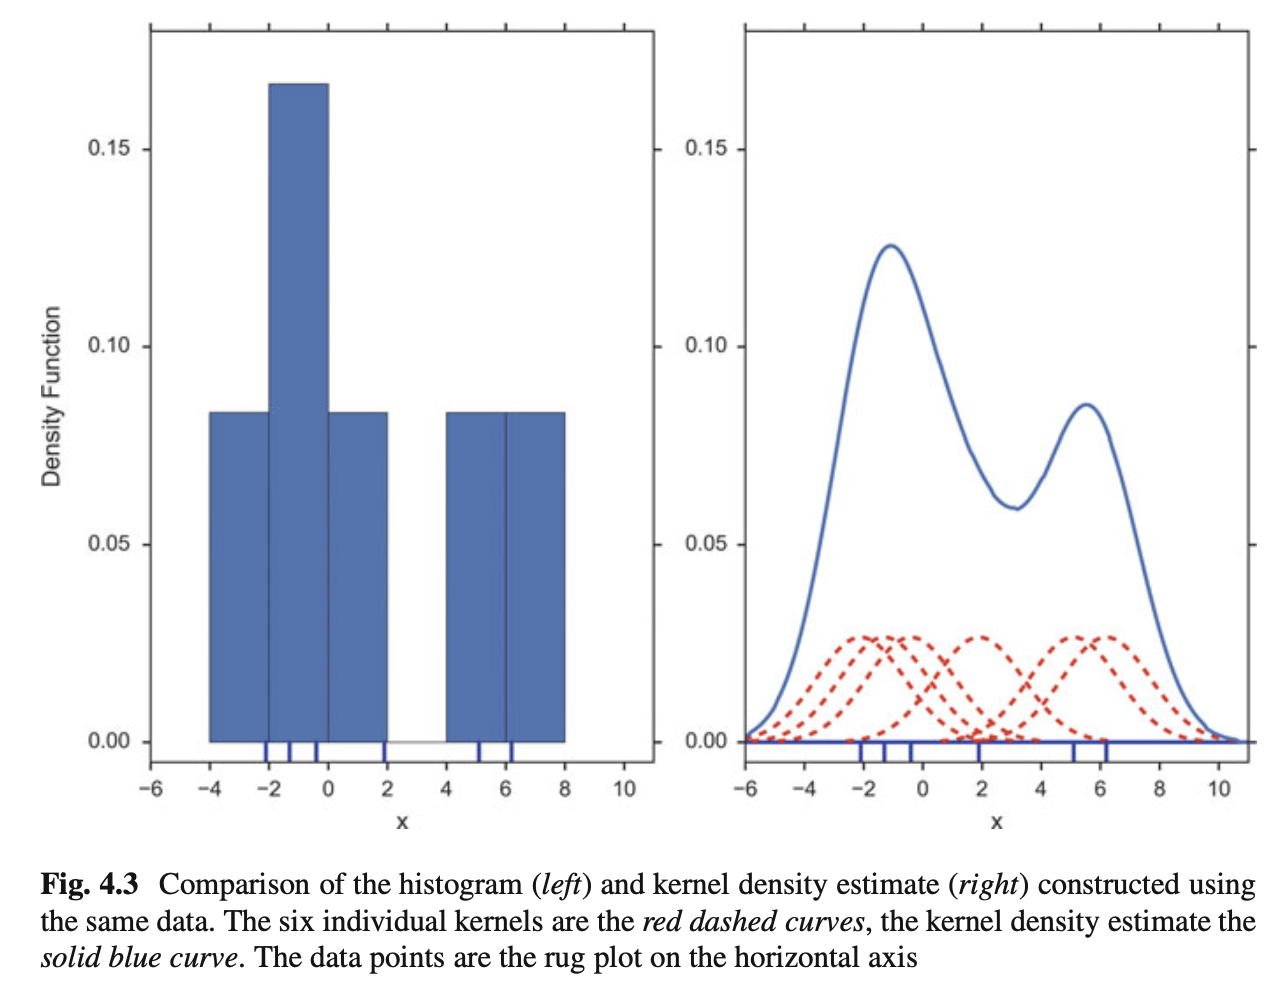 0.15
0.10
0.05
0.00
Density Function
−6 −4 −2 0 2 4 6 8 10
x
0.15
0.10
0.05
0.00
−6 −4 −2 0 2 4 6 8 10
x
Fig. 4.3 Comparison of the histogram (left) and kernel density estimate (right) constructed using
the same data. The six individual kernels are the red dashed curves, the kernel density estimate the
solid blue curve. The data points are the rug plot on the horizontal axis